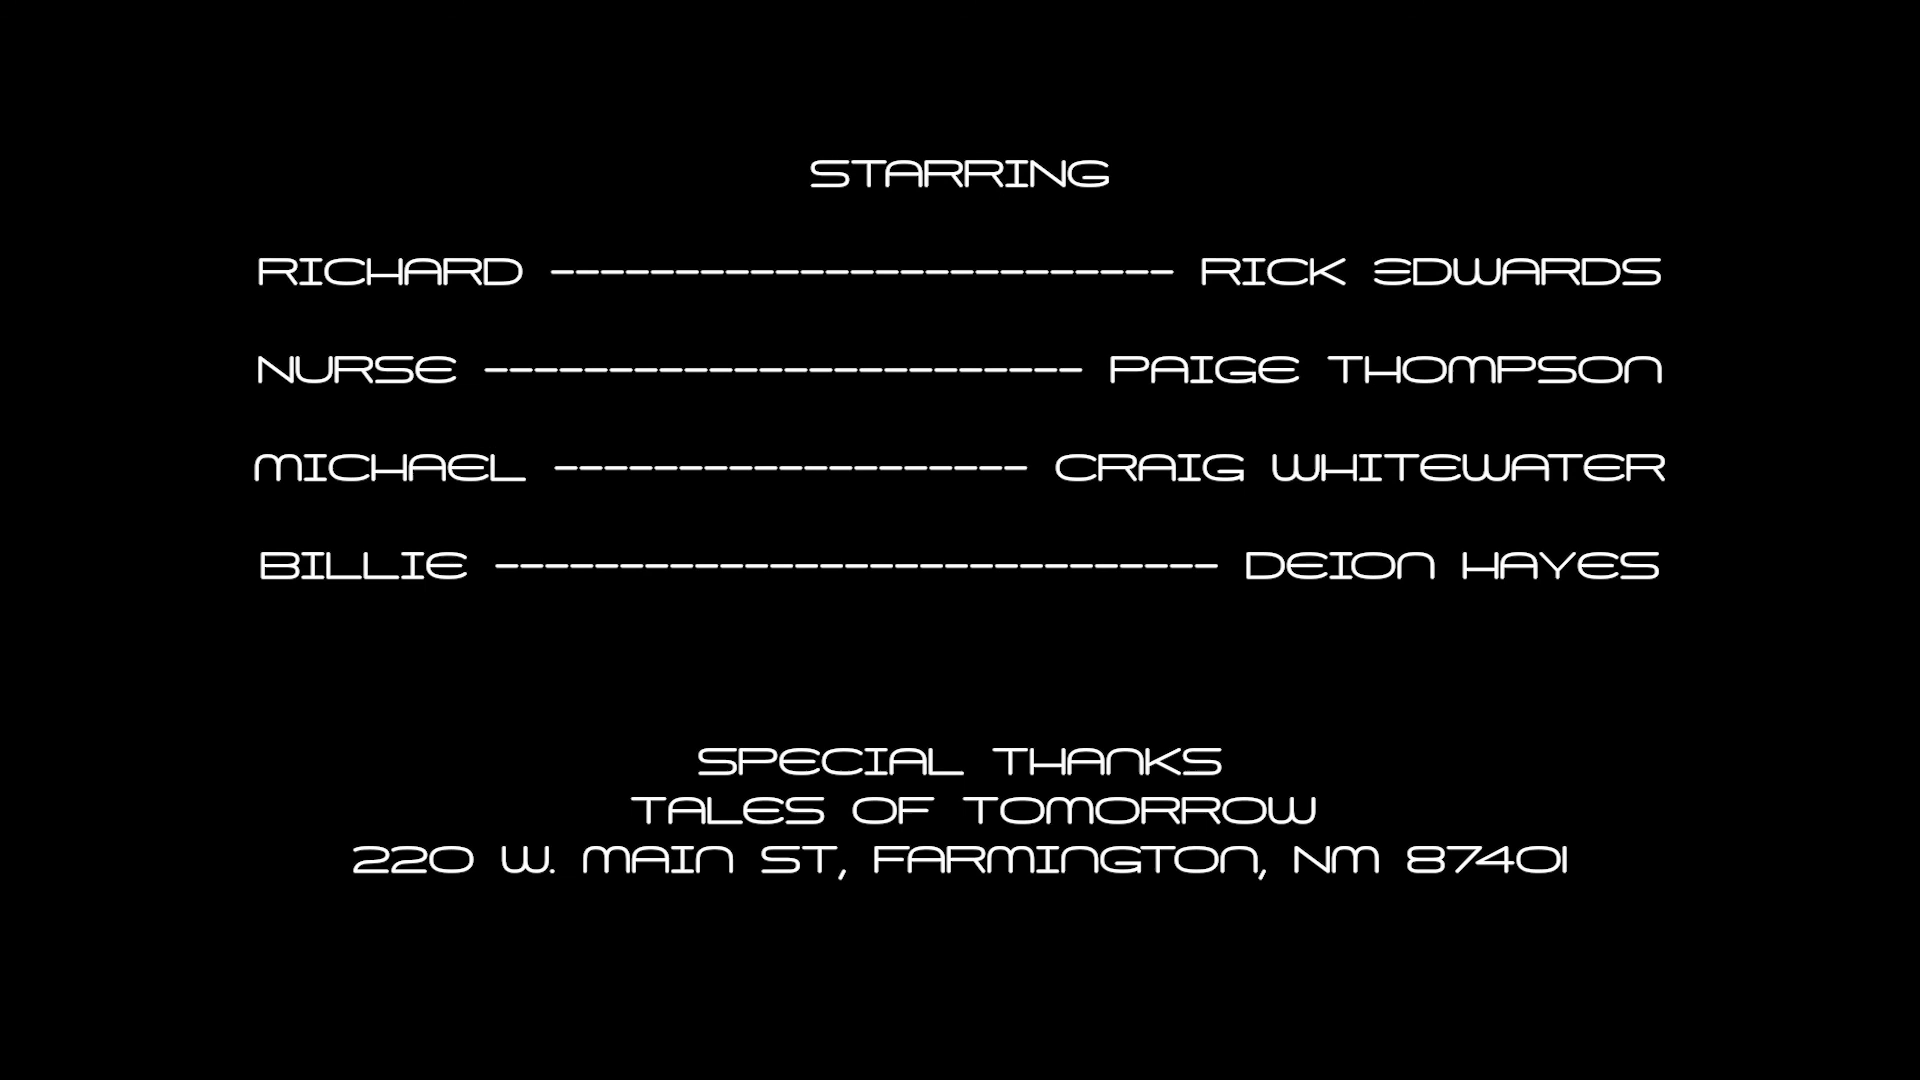 STARRING
RICHARD ------------------------- RICK EDWARDS
NURSE ------------------------ PAIGE THOMPSON
MICHAEL ------------------- CRAIG WHITEWATER
BILLIE ----------------------------- DEION HAYES
SPECIAL THANKS
TALES OF TOMORROW
220 W. MAIN ST, FARMINGTON, NM 87401